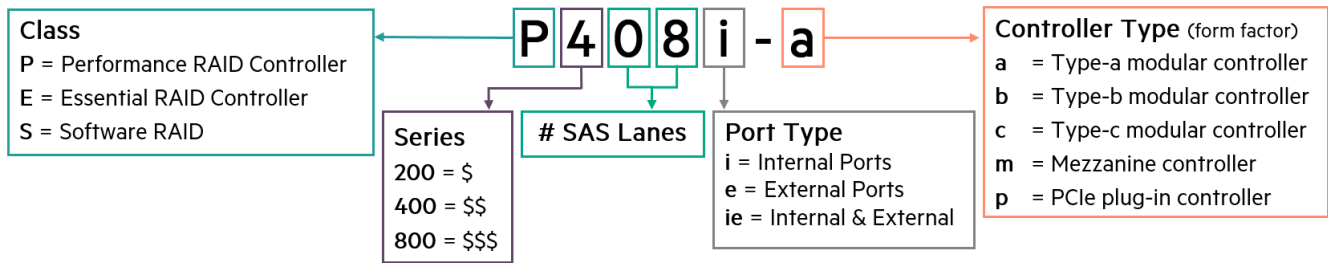 P408i-a
Class
P = Performance RAID Controller
E = Essential RAID Controller
S = Software RAID
Series
200 = $
400 = $$
800 = $$$
# SAS Lanes
Port Type
i = Internal Ports
e = External Ports
ie = Internal & External
Controller Type (form factor)
a = Type-a modular controller
b = Type-b modular controller
c = Type-c modular controller
m = Mezzanine controller
p = PCIe plug-in controller